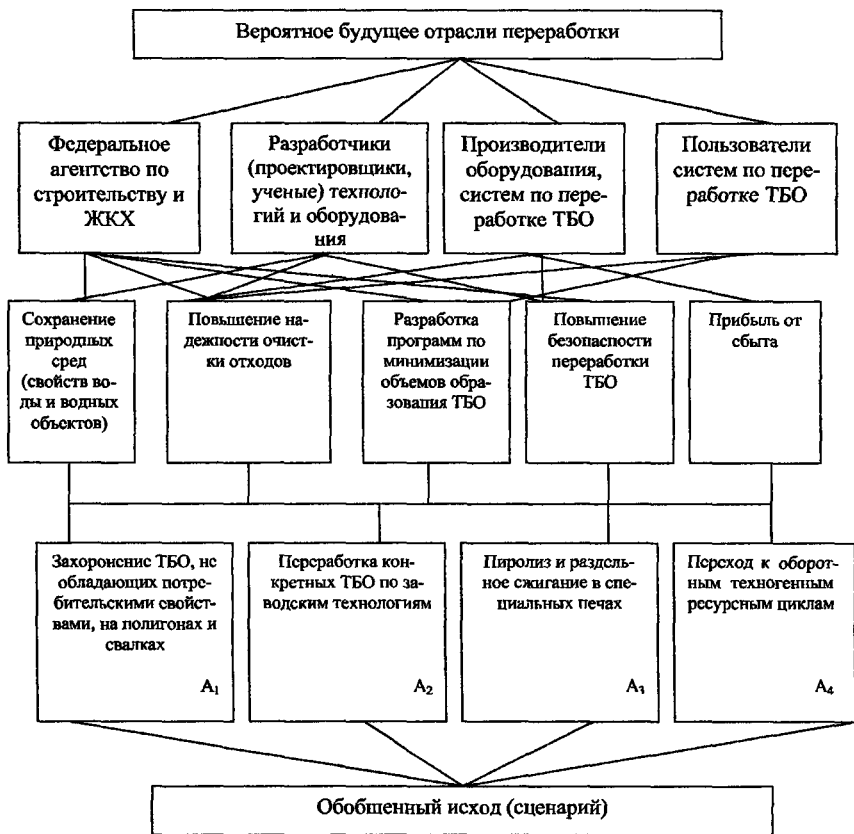 Вероятное будущее отрасли переработки
Федеральное
агентство по
строительству и
ЖКХ
Разработчики
(проектировщики,
ученые) техноло-
гий и оборудова-
ния
Производители
оборудования,
систем по пере-
работке ТБО
Пользователи
систем по пере-
работке ТБО
Сохранение
природных
сред
(свойств во-
ды и водных
объектов)
Повышение на-
дежности очист-
ки отходов
Разработка
программ по
минимизации
объемов обра-
зования ТБО
Повышение
безопасности
переработки
ТБО
Прибыль от
сбыта
Захоронение ТБО, не
обладающих потре-
бительскими свойст-
вами, на полигонах и
свалках
A1
Переработка кон-
кретных ТБО по за-
водским технологиям
A2
Пиролиз и раздель-
ное сжигание в спе-
циальных печах
A3
Переход к оборот-
ным техногенным
ресурсным циклам
A4
Обобщенный исход (сценарий)